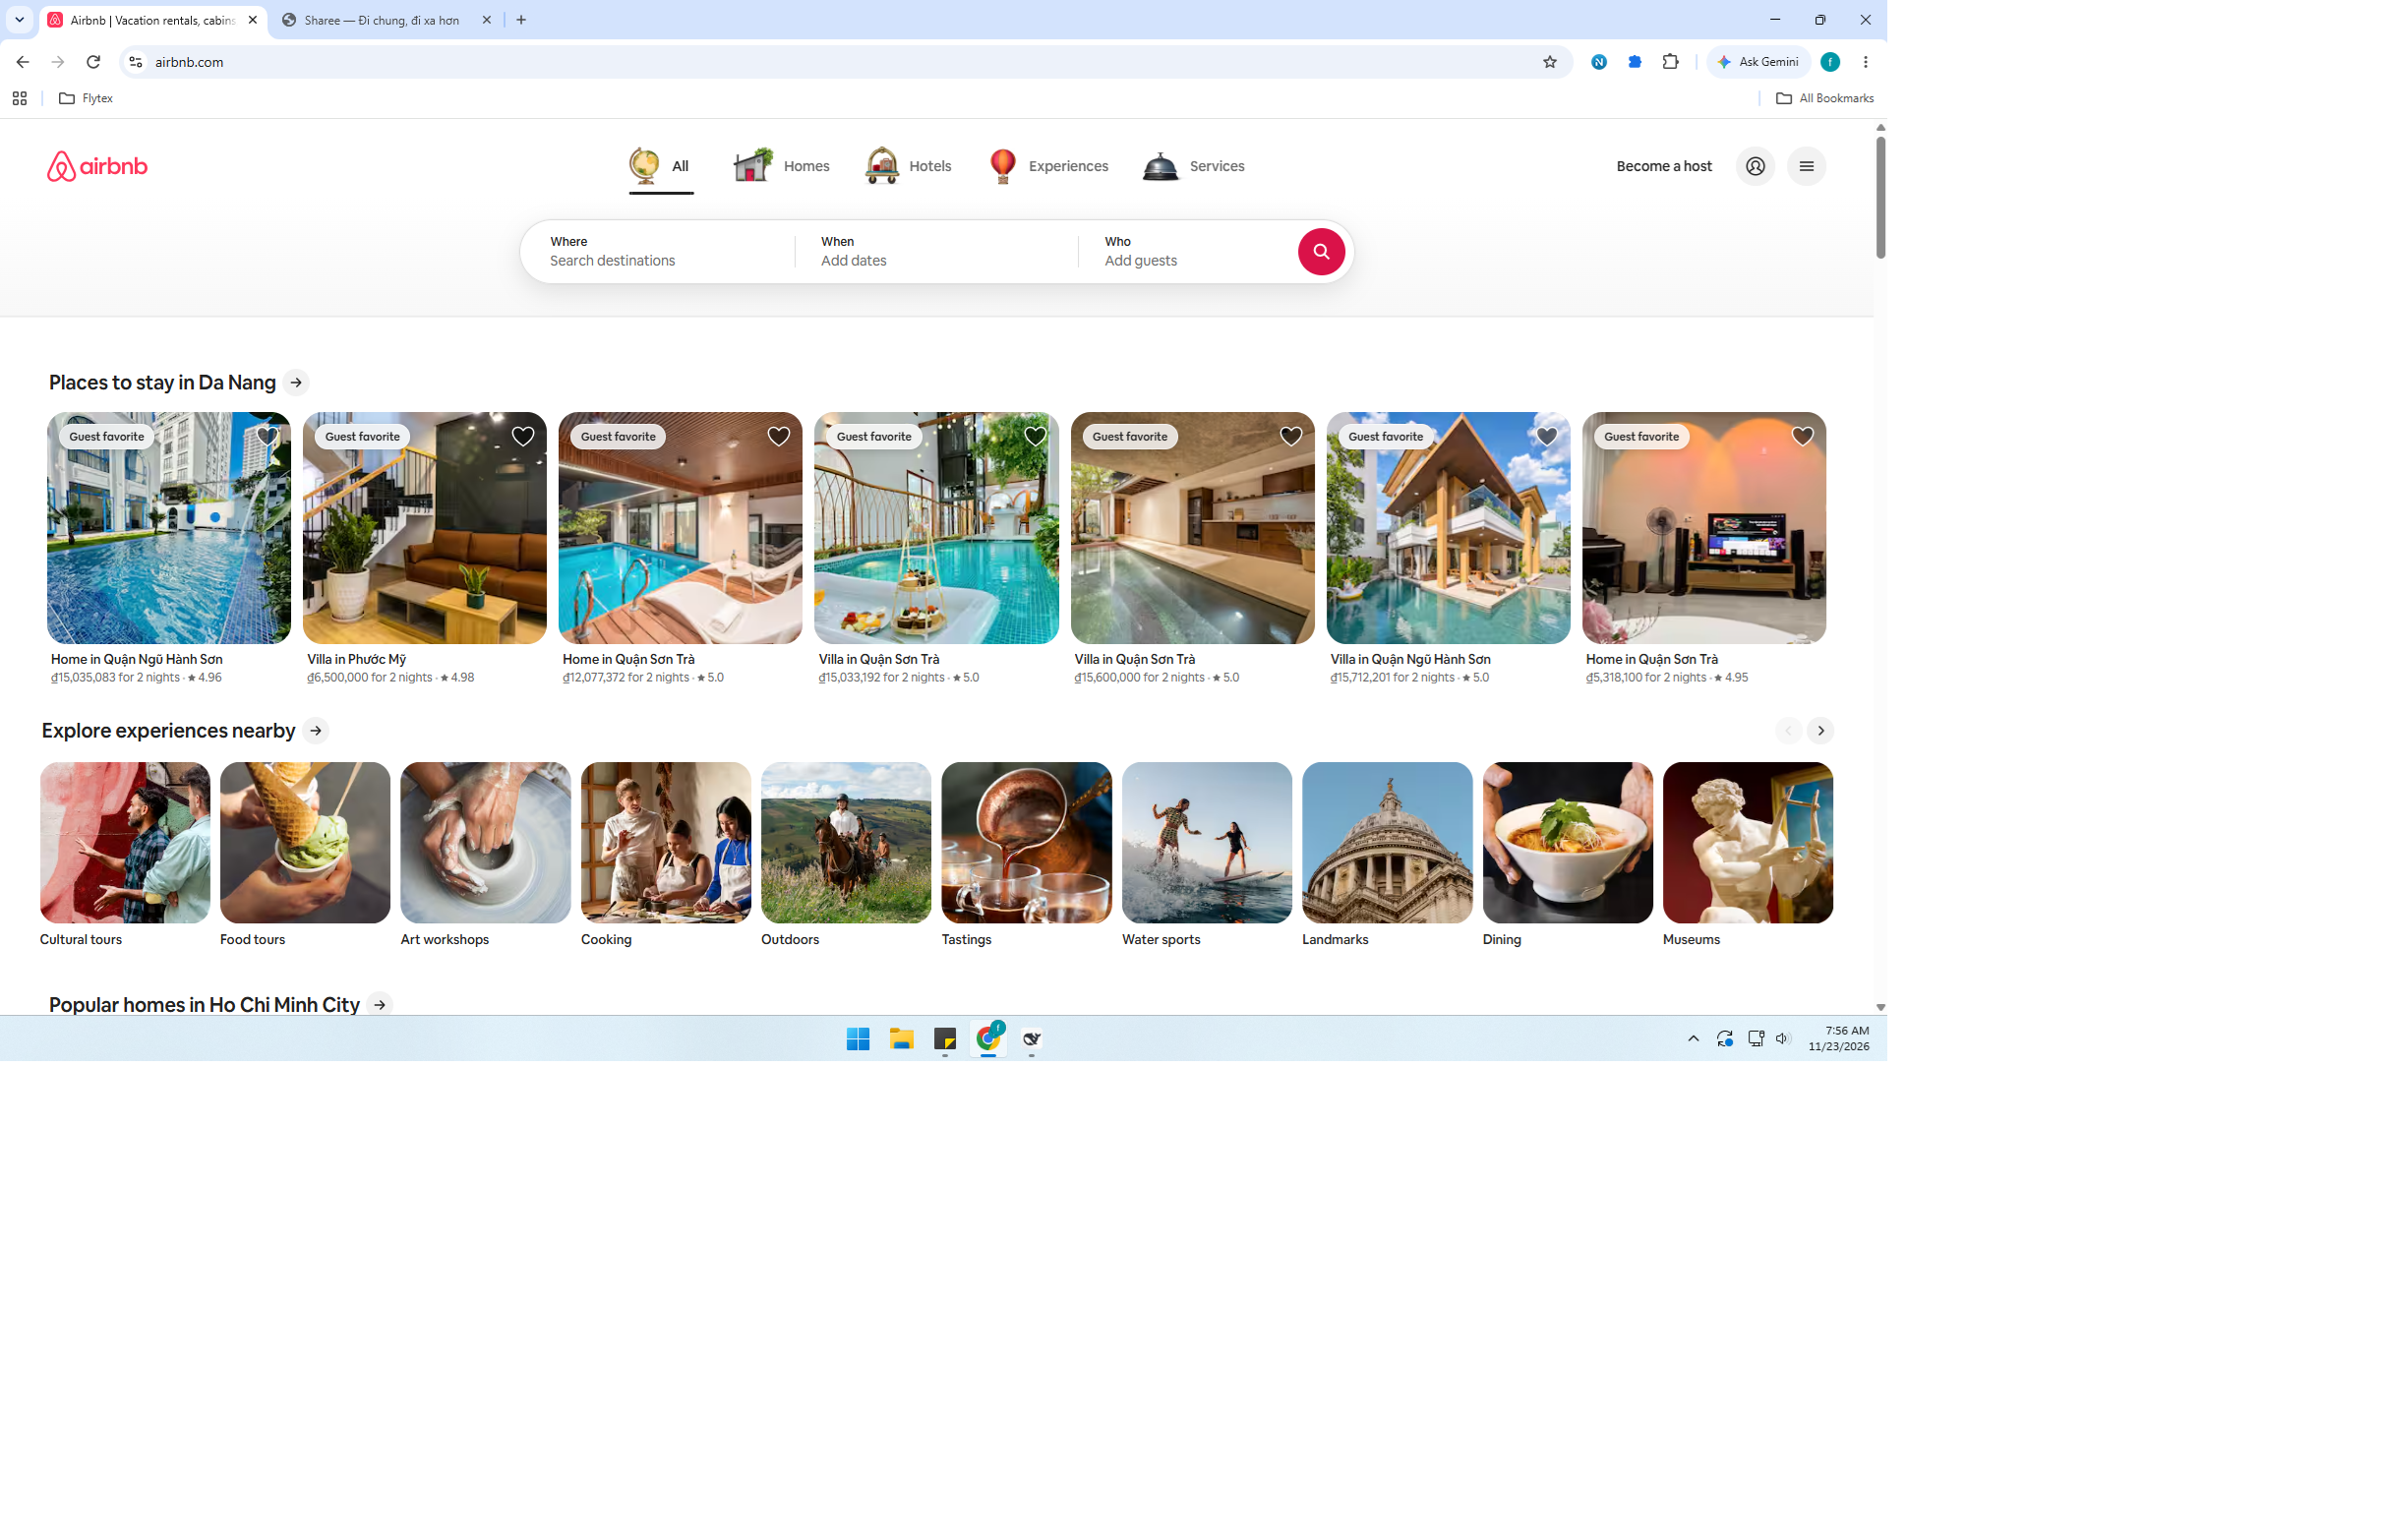 Airbnb | Vacation rentals, cabins
Sharee — Đi chung, đi xa hơn
airbnb.com
Ask Gemini
f
Flytex
All Bookmarks
airbnb
All
Homes
Hotels
Experiences
Services
Become a host
Where
Search destinations
When
Add dates
Who
Add guests
Places to stay in Da Nang
Guest favorite
Guest favorite
Guest favorite
Guest favorite
Guest favorite
Guest favorite
Guest favorite
Home in Quận Ngũ Hành Sơn
₫15,035,083 for 2 nights · ★ 4.96
Villa in Phước Mỹ
₫6,500,000 for 2 nights · ★ 4.98
Home in Quận Sơn Trà
₫12,077,372 for 2 nights · ★ 5.0
Villa in Quận Sơn Trà
₫15,033,192 for 2 nights · ★ 5.0
Villa in Quận Sơn Trà
₫15,600,000 for 2 nights · ★ 5.0
Villa in Quận Ngũ Hành Sơn
₫15,712,201 for 2 nights · ★ 5.0
Home in Quận Sơn Trà
₫5,318,100 for 2 nights · ★ 4.95
Explore experiences nearby
Cultural tours
Food tours
Art workshops
Cooking
Outdoors
Tastings
Water sports
Landmarks
Dining
Museums
Popular homes in Ho Chi Minh City
f
7:56 AM
11/23/2026